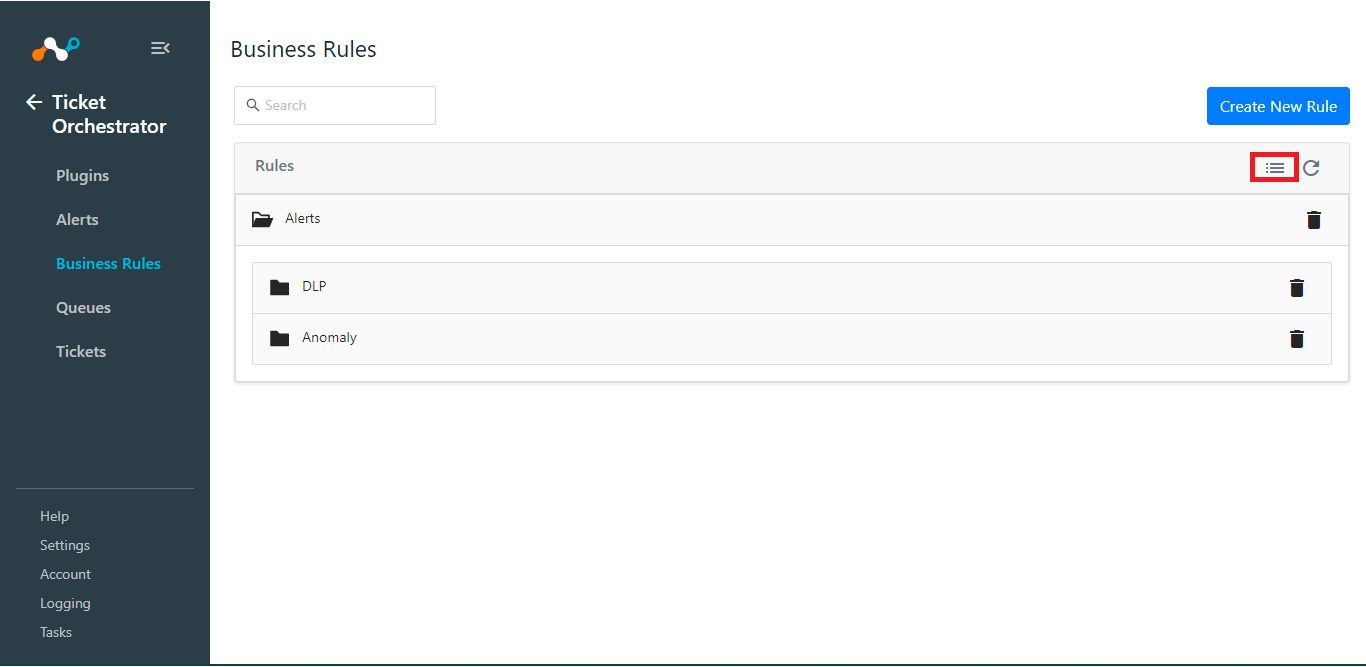 Ticket
Orchestrator
Plugins
Alerts
Business Rules
Queues
Tickets
Help
Settings
Account
Logging
Tasks
Business Rules
Search
Create New Rule
Rules
Alerts
DLP
Anomaly